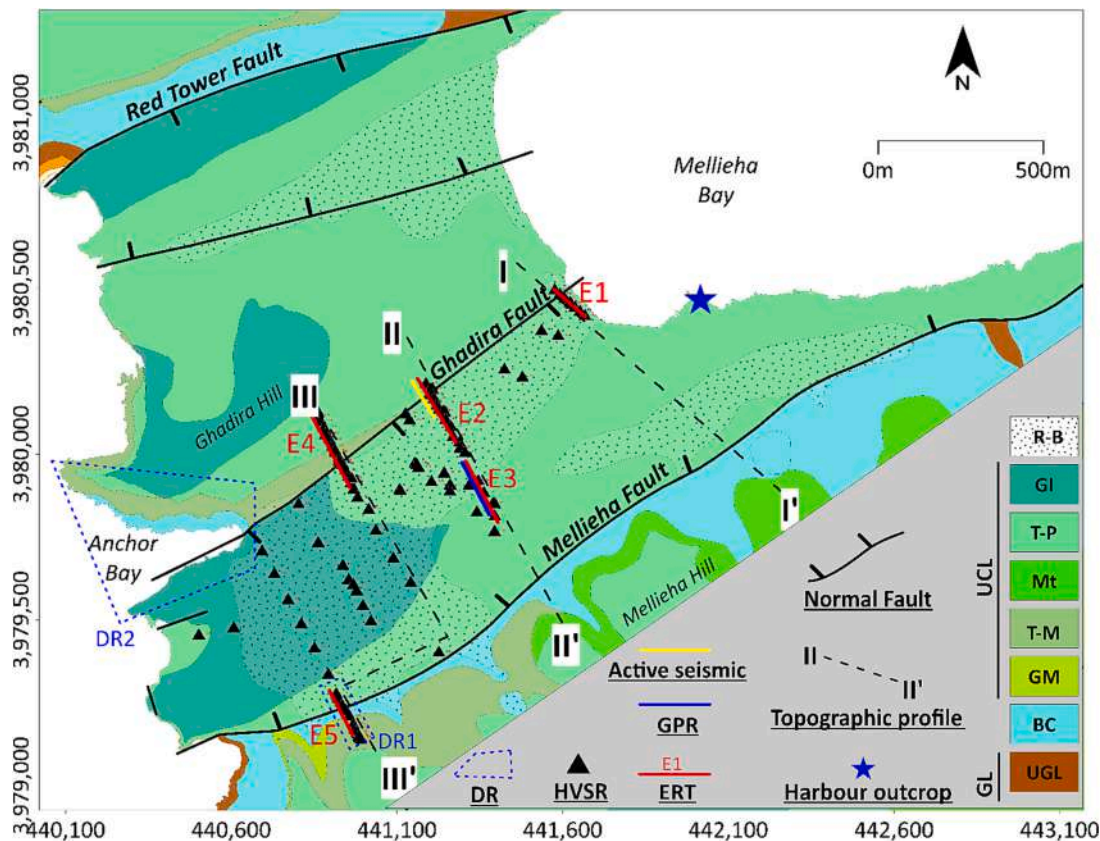 Red Tower Fault
Mellieha
Bay
N
0m
500m
3,981,000
3,980,500
3,980,000
3,979,500
3,979,000
I
E1
Ghadira Fault
II
III
Ghadira Hill
E4
E2
E3
Mellieha Fault
I'
Anchor
Bay
DR2
Mellieha Hill
II'
E5
DR1
III'
Normal Fault
Active seismic
GPR
II
II'
Topographic profile
DR
HVSR
E1
ERT
Harbour outcrop
R-B
GI
T-P
Mt
T-M
GM
BC
UGL
UCL
GL
440,100
440,600
441,100
441,600
442,100
442,600
443,100